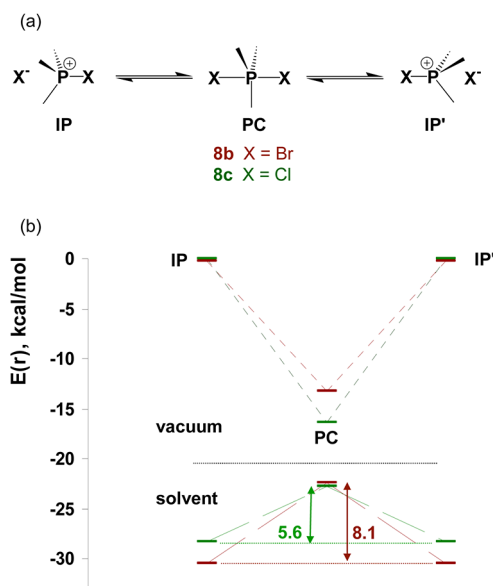 (a)
X⁻ P ⊕ X
X P X
X P ⊕ X⁻
IP PC IP'
8b X = Br
8c X = Cl
(b)
E(r), kcal/mol
0
-5
-10
-15
-20
-25
-30
IP IP'
vacuum
PC
solvent
5.6 8.1